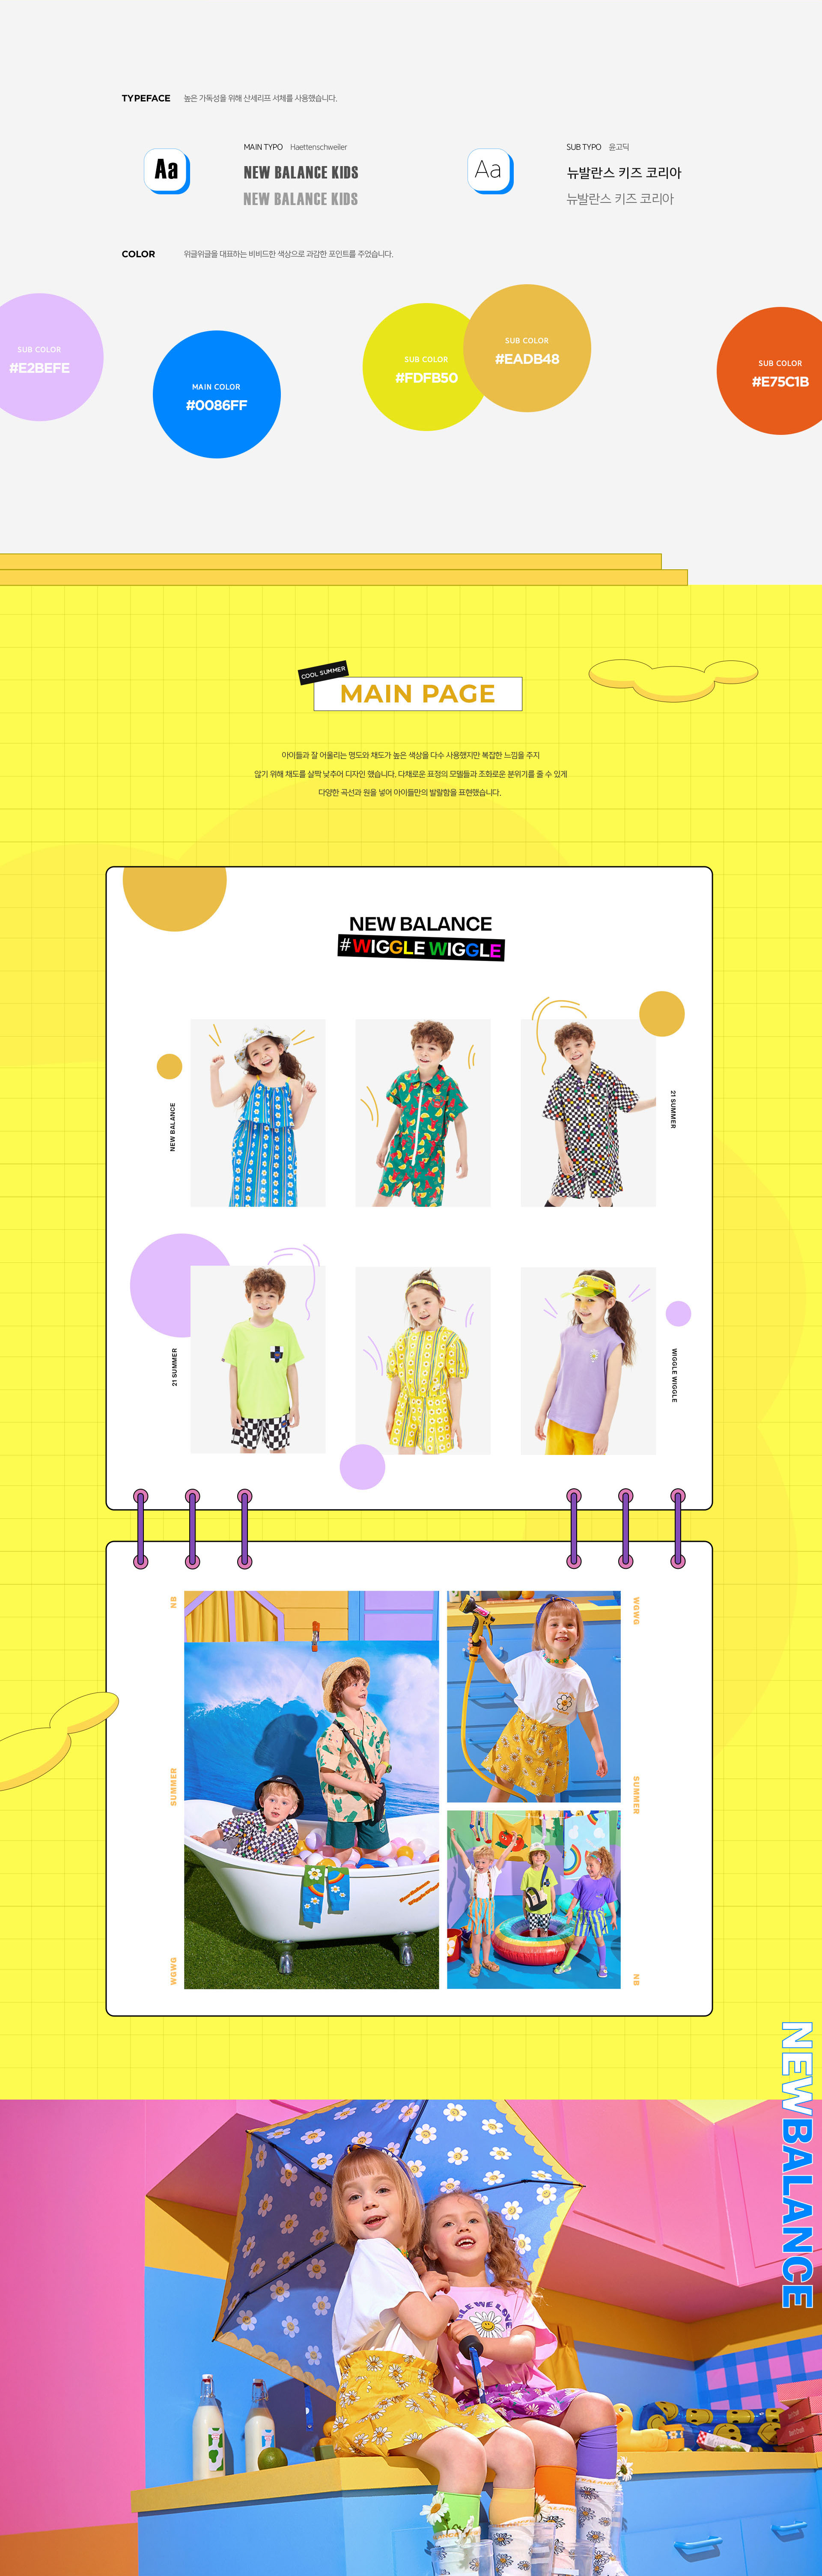 TYPEFACE 높은 가독성을 위해 산세리프 서체를 사용했습니다.
Aa
MAIN TYPO Haettenschweiler
NEW BALANCE KIDS
NEW BALANCE KIDS
Aa
SUB TYPO 윤고딕
뉴발란스 키즈 코리아
뉴발란스 키즈 코리아
COLOR 위글위글을 대표하는 비비드한 색상으로 과감한 포인트를 주었습니다.
SUB COLOR
#E2BEFE
MAIN COLOR
#0086FF
SUB COLOR
#FDFB50
SUB COLOR
#EADB48
SUB COLOR
#E75C1B
COOL SUMMER
MAIN PAGE
아이들과 잘 어울리는 명도와 채도가 높은 색상을 다수 사용했지만 복잡한 느낌을 주지
않기 위해 채도를 살짝 낮추어 디자인 했습니다. 다채로운 표정의 모델들과 조화로운 분위기를 줄 수 있게
다양한 곡선과 원을 넣어 아이들만의 발랄함을 표현했습니다.
NEW BALANCE
#WIGGLE WIGGLE
NEW BALANCE
21 SUMMER
21 SUMMER
WIGGLE WIGGLE
NB
SUMMER
WGWG
WGWG
SUMMER
NB
NEW BALANCE
WE LOVE